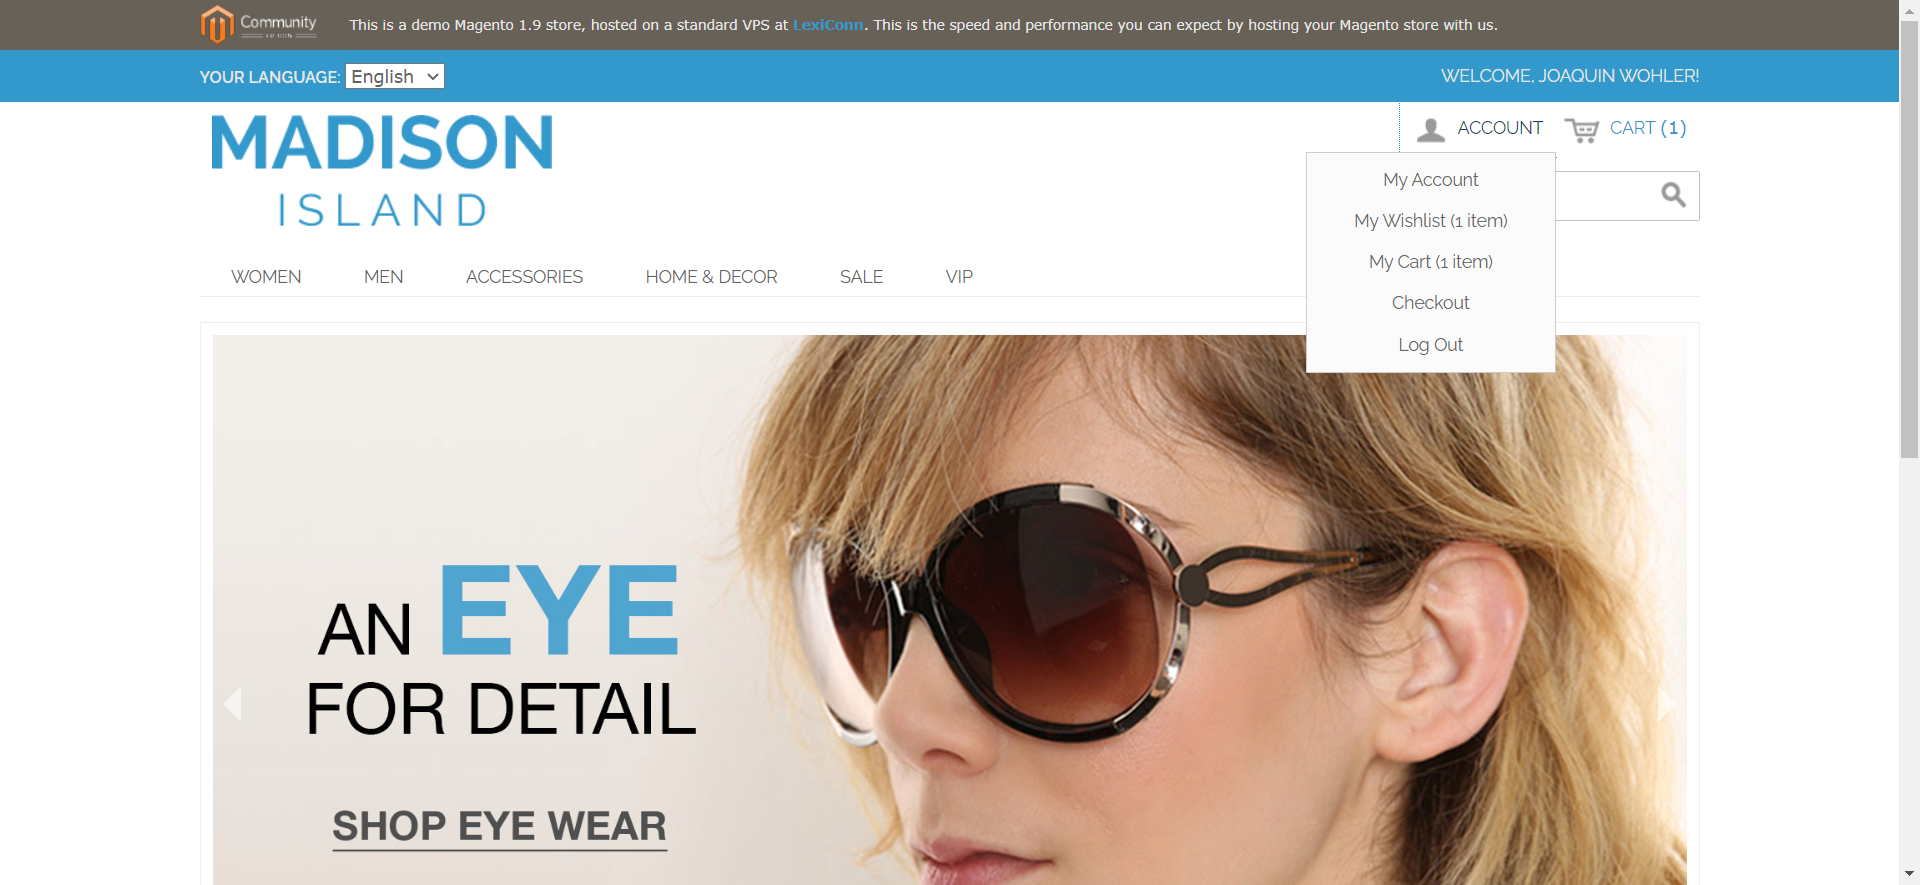 Community
This is a demo Magento 1.9 store, hosted on a standard VPS at LexiConn. This is the speed and performance you can expect by hosting your Magento store with us.
YOUR LANGUAGE: English
WELCOME, JOAQUIN WOHLER!
MADISON
ISLAND
ACCOUNT
CART (1)
My Account
My Wishlist (1 item)
My Cart (1 item)
Checkout
Log Out
WOMEN MEN ACCESSORIES HOME & DECOR SALE VIP
AN EYE
FOR DETAIL
SHOP EYE WEAR